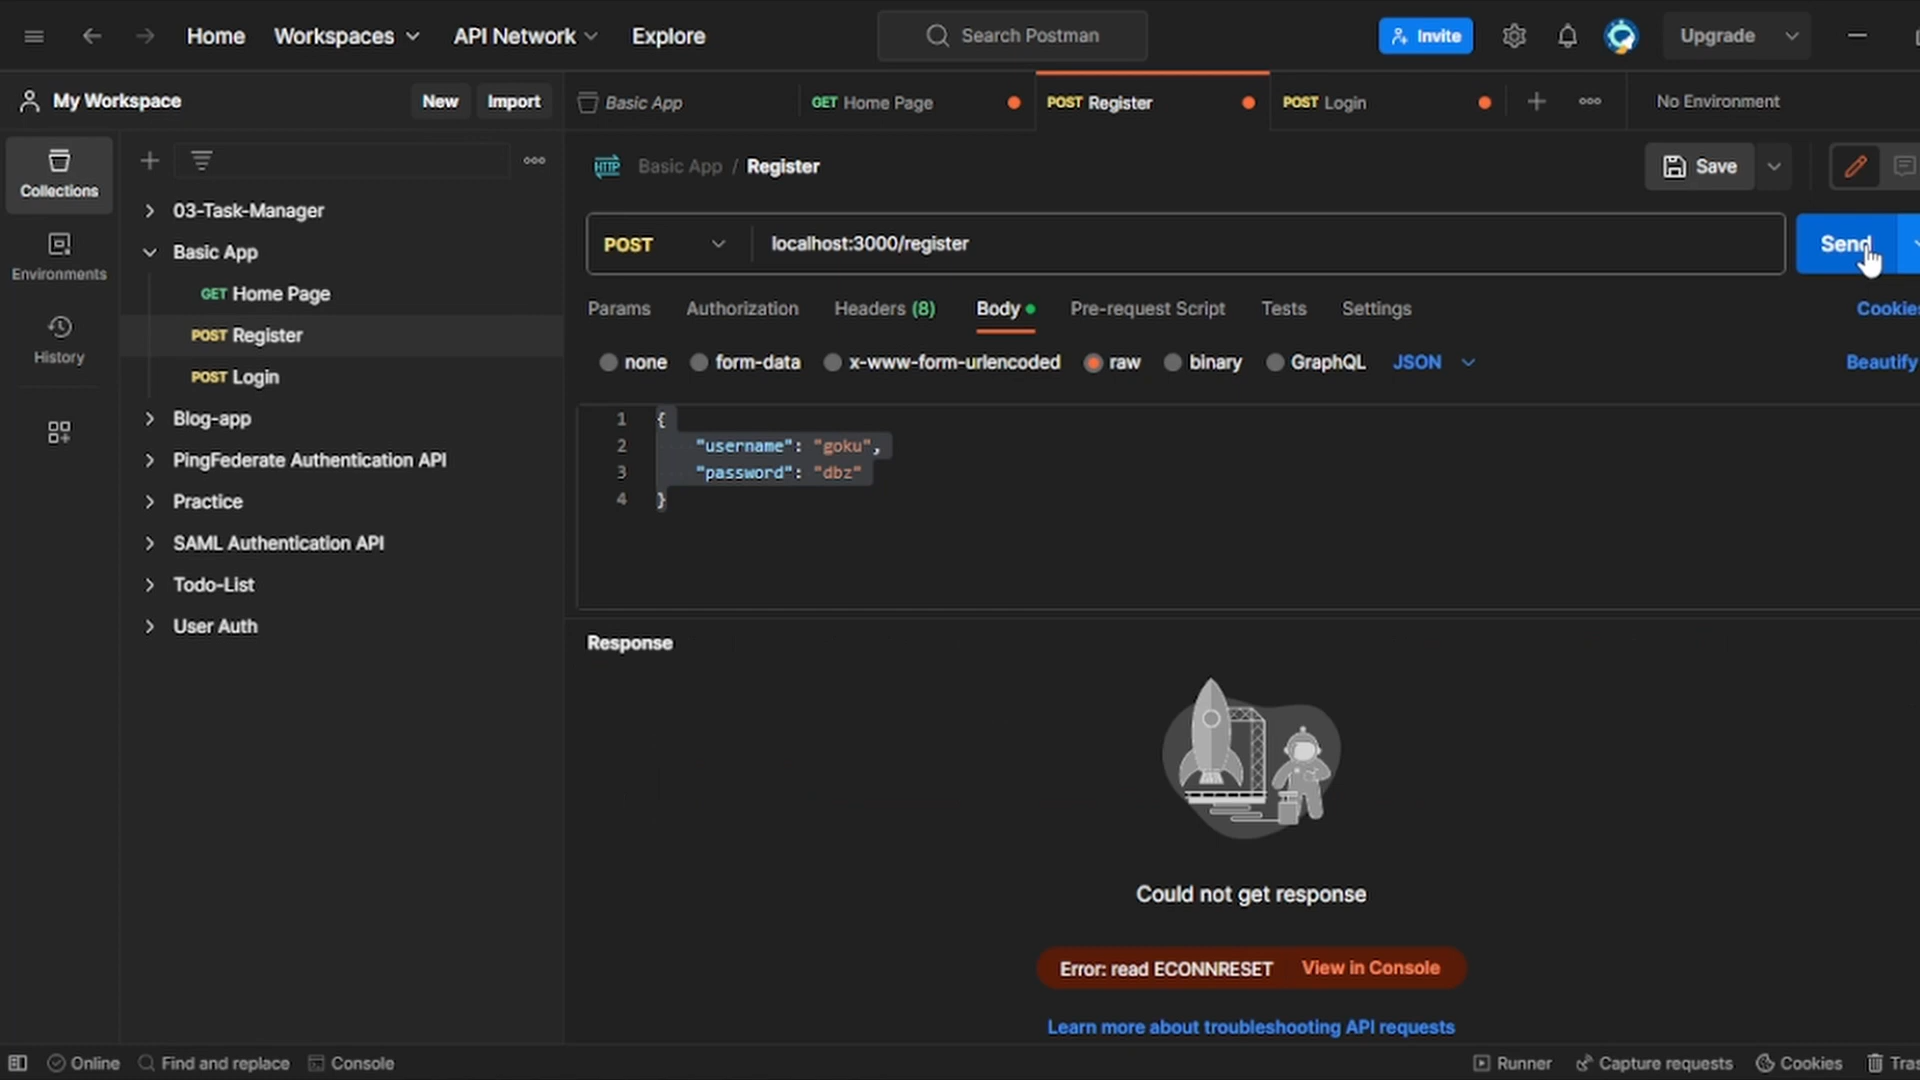 Home Workspaces API Network Explore Search Postman Invite Upgrade
My Workspace New Import Basic App GET Home Page POST Register POST Login No Environment
Collections
Environments
History
03-Task-Manager
Basic App
GET Home Page
POST Register
POST Login
Blog-app
PingFederate Authentication API
Practice
SAML Authentication API
Todo-List
User Auth
HTTP Basic App / Register Save
POST localhost:3000/register Send
Params Authorization Headers (8) Body Pre-request Script Tests Settings Cookies
none form-data x-www-form-urlencoded raw binary GraphQL JSON Beautify
1 {
2 "username": "goku",
3 "password": "dbz"
4 }
Response
Could not get response
Error: read ECONNRESET View in Console
Learn more about troubleshooting API requests
Online Find and replace Console Runner Capture requests Cookies Tras